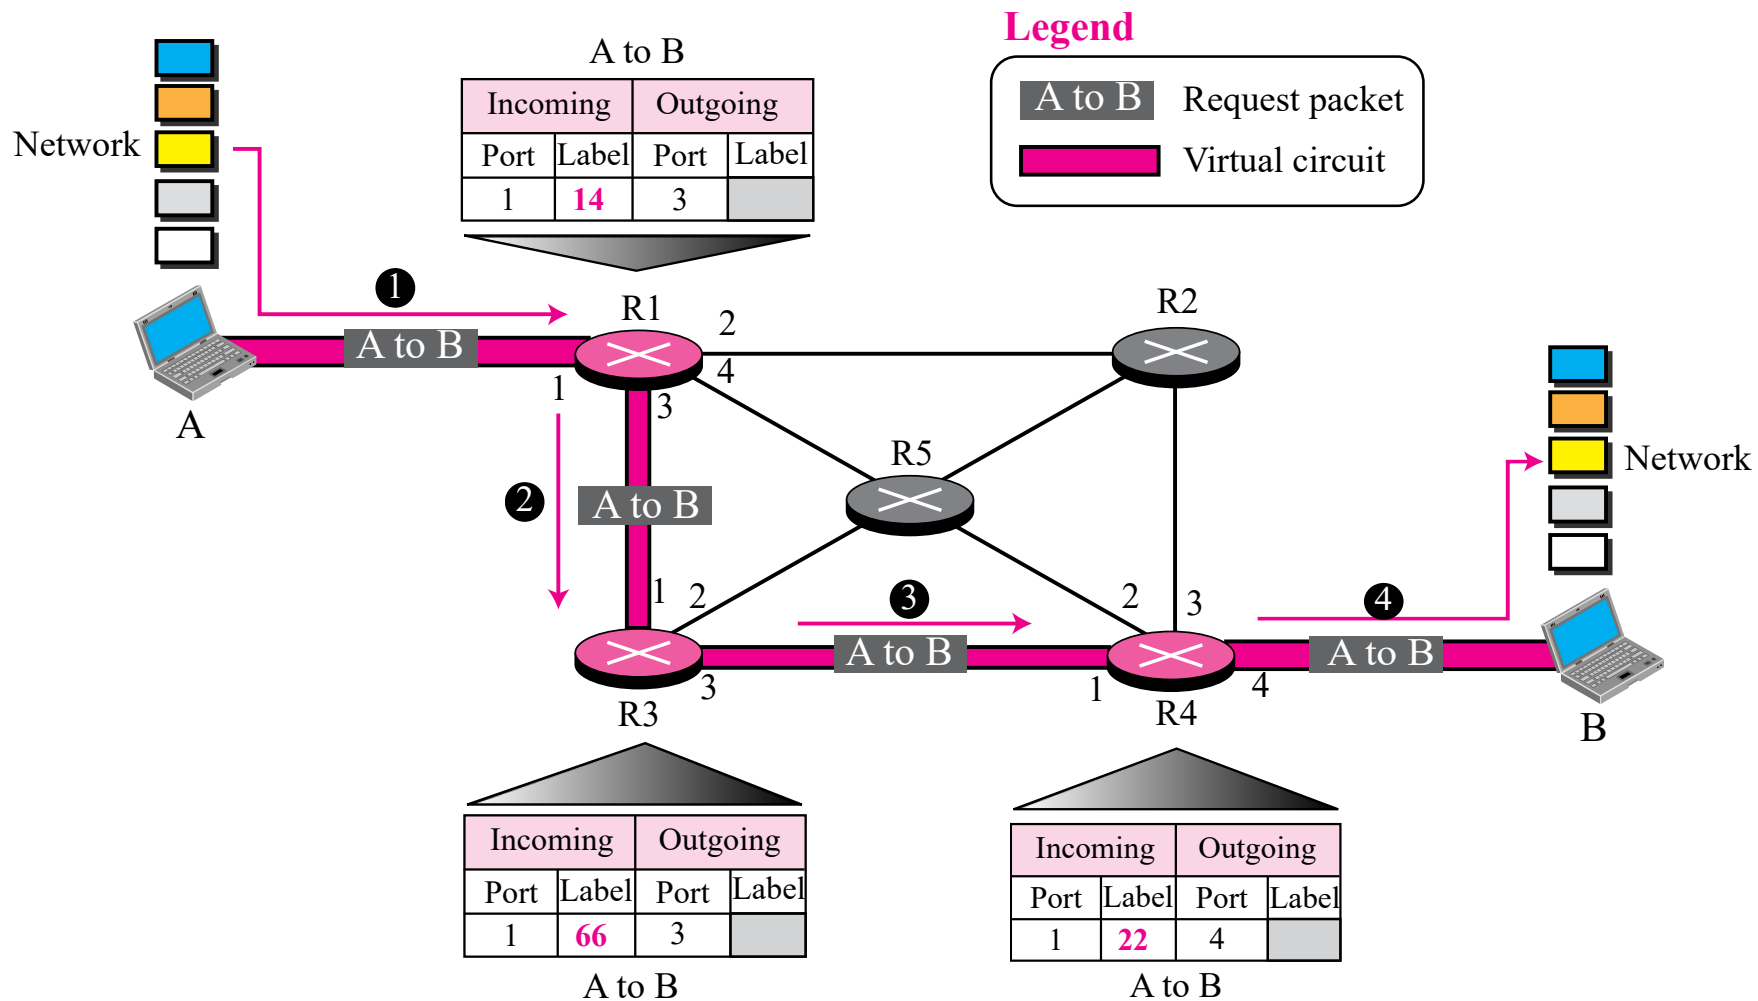 Legend
A to B Request packet
Virtual circuit
A to B
Incoming Outgoing
Port Label Port Label
1 14 3
Network
1
A to B
R1
1
2
4
3
A
R2
R5
2
A to B
1
2
R3
3
3
A to B
2
3
1
R4
4
4
A to B
Network
B
Incoming Outgoing
Port Label Port Label
1 66 3
A to B
Incoming Outgoing
Port Label Port Label
1 22 4
A to B